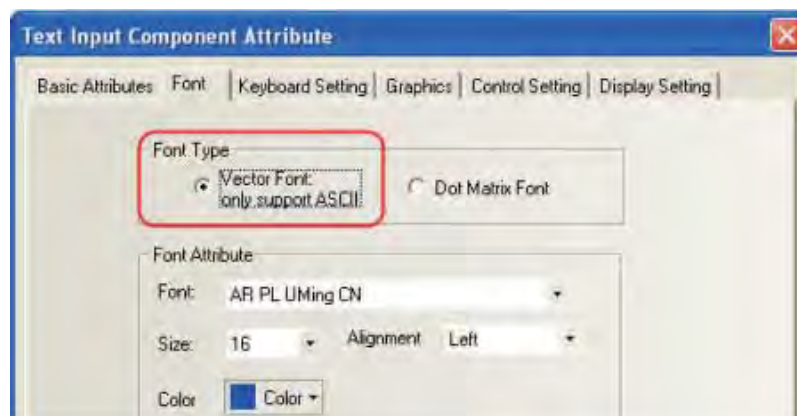 Text Input Component Attribute
Basic Attributes Font Keyboard Setting Graphics Control Setting Display Setting
Font Type
Vector Font: Dot Matrix Font
only support ASCII
Font Attribute
Font: AR PL UMing CN
Size: 16 Alignment Left
Color Color